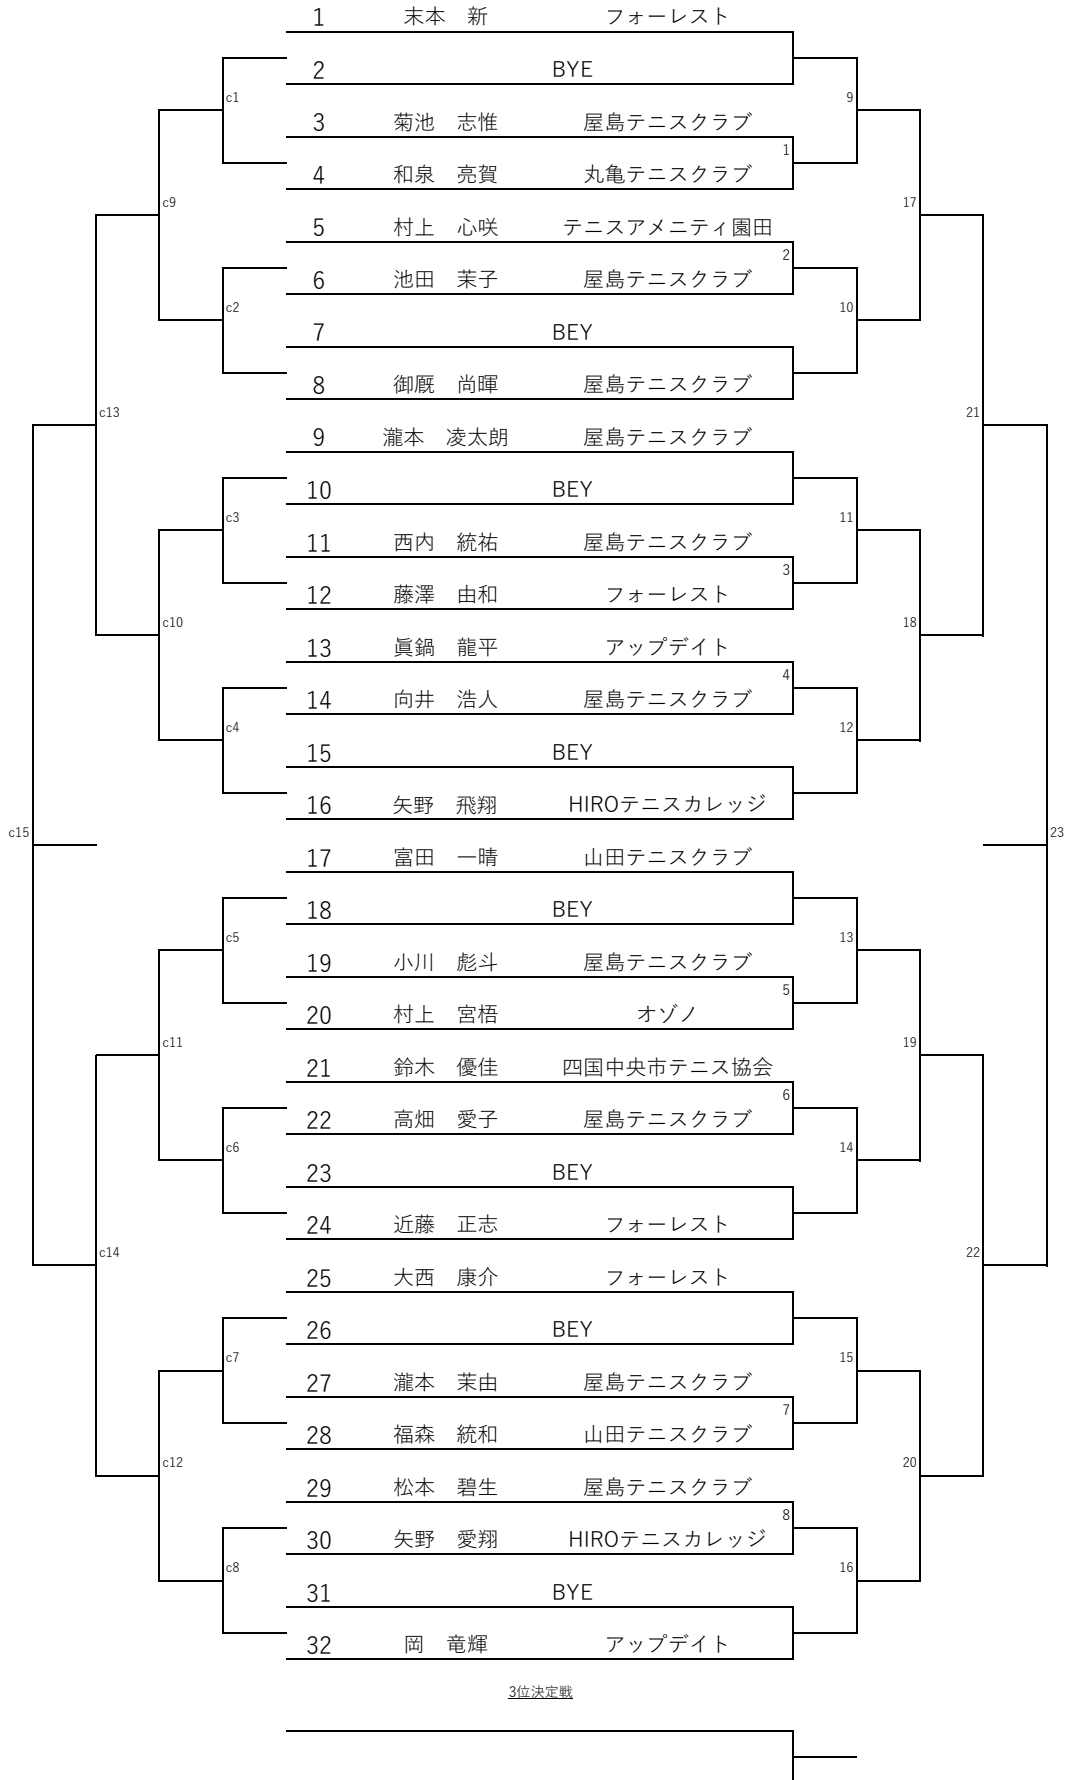 1 末本 新 フォーレスト
2 BYE
c1 9
3 菊池 志惟 屋島テニスクラブ
1
4 和泉 亮賀 丸亀テニスクラブ
c9 17
5 村上 心咲 テニスアメニティ園田
2
6 池田 茉子 屋島テニスクラブ
c2 10
7 BEY
8 御厩 尚暉 屋島テニスクラブ
c13 21
9 瀧本 凌太朗 屋島テニスクラブ
10 BEY
c3 11
11 西内 統祐 屋島テニスクラブ
3
12 藤澤 由和 フォーレスト
c10 18
13 眞鍋 龍平 アップデイト
4
14 向井 浩人 屋島テニスクラブ
c4 12
15 BEY
16 矢野 飛翔 HIROテニスカレッジ
c15 23
17 富田 一晴 山田テニスクラブ
18 BEY
c5 13
19 小川 彪斗 屋島テニスクラブ
5
20 村上 宮梧 オゾノ
c11 19
21 鈴木 優佳 四国中央市テニス協会
6
22 高畑 愛子 屋島テニスクラブ
c6 14
23 BEY
24 近藤 正志 フォーレスト
c14 22
25 大西 康介 フォーレスト
26 BEY
c7 15
27 瀧本 茉由 屋島テニスクラブ
7
28 福森 統和 山田テニスクラブ
c12 20
29 松本 碧生 屋島テニスクラブ
8
30 矢野 愛翔 HIROテニスカレッジ
c8 16
31 BYE
32 岡 竜輝 アップデイト
3位決定戦